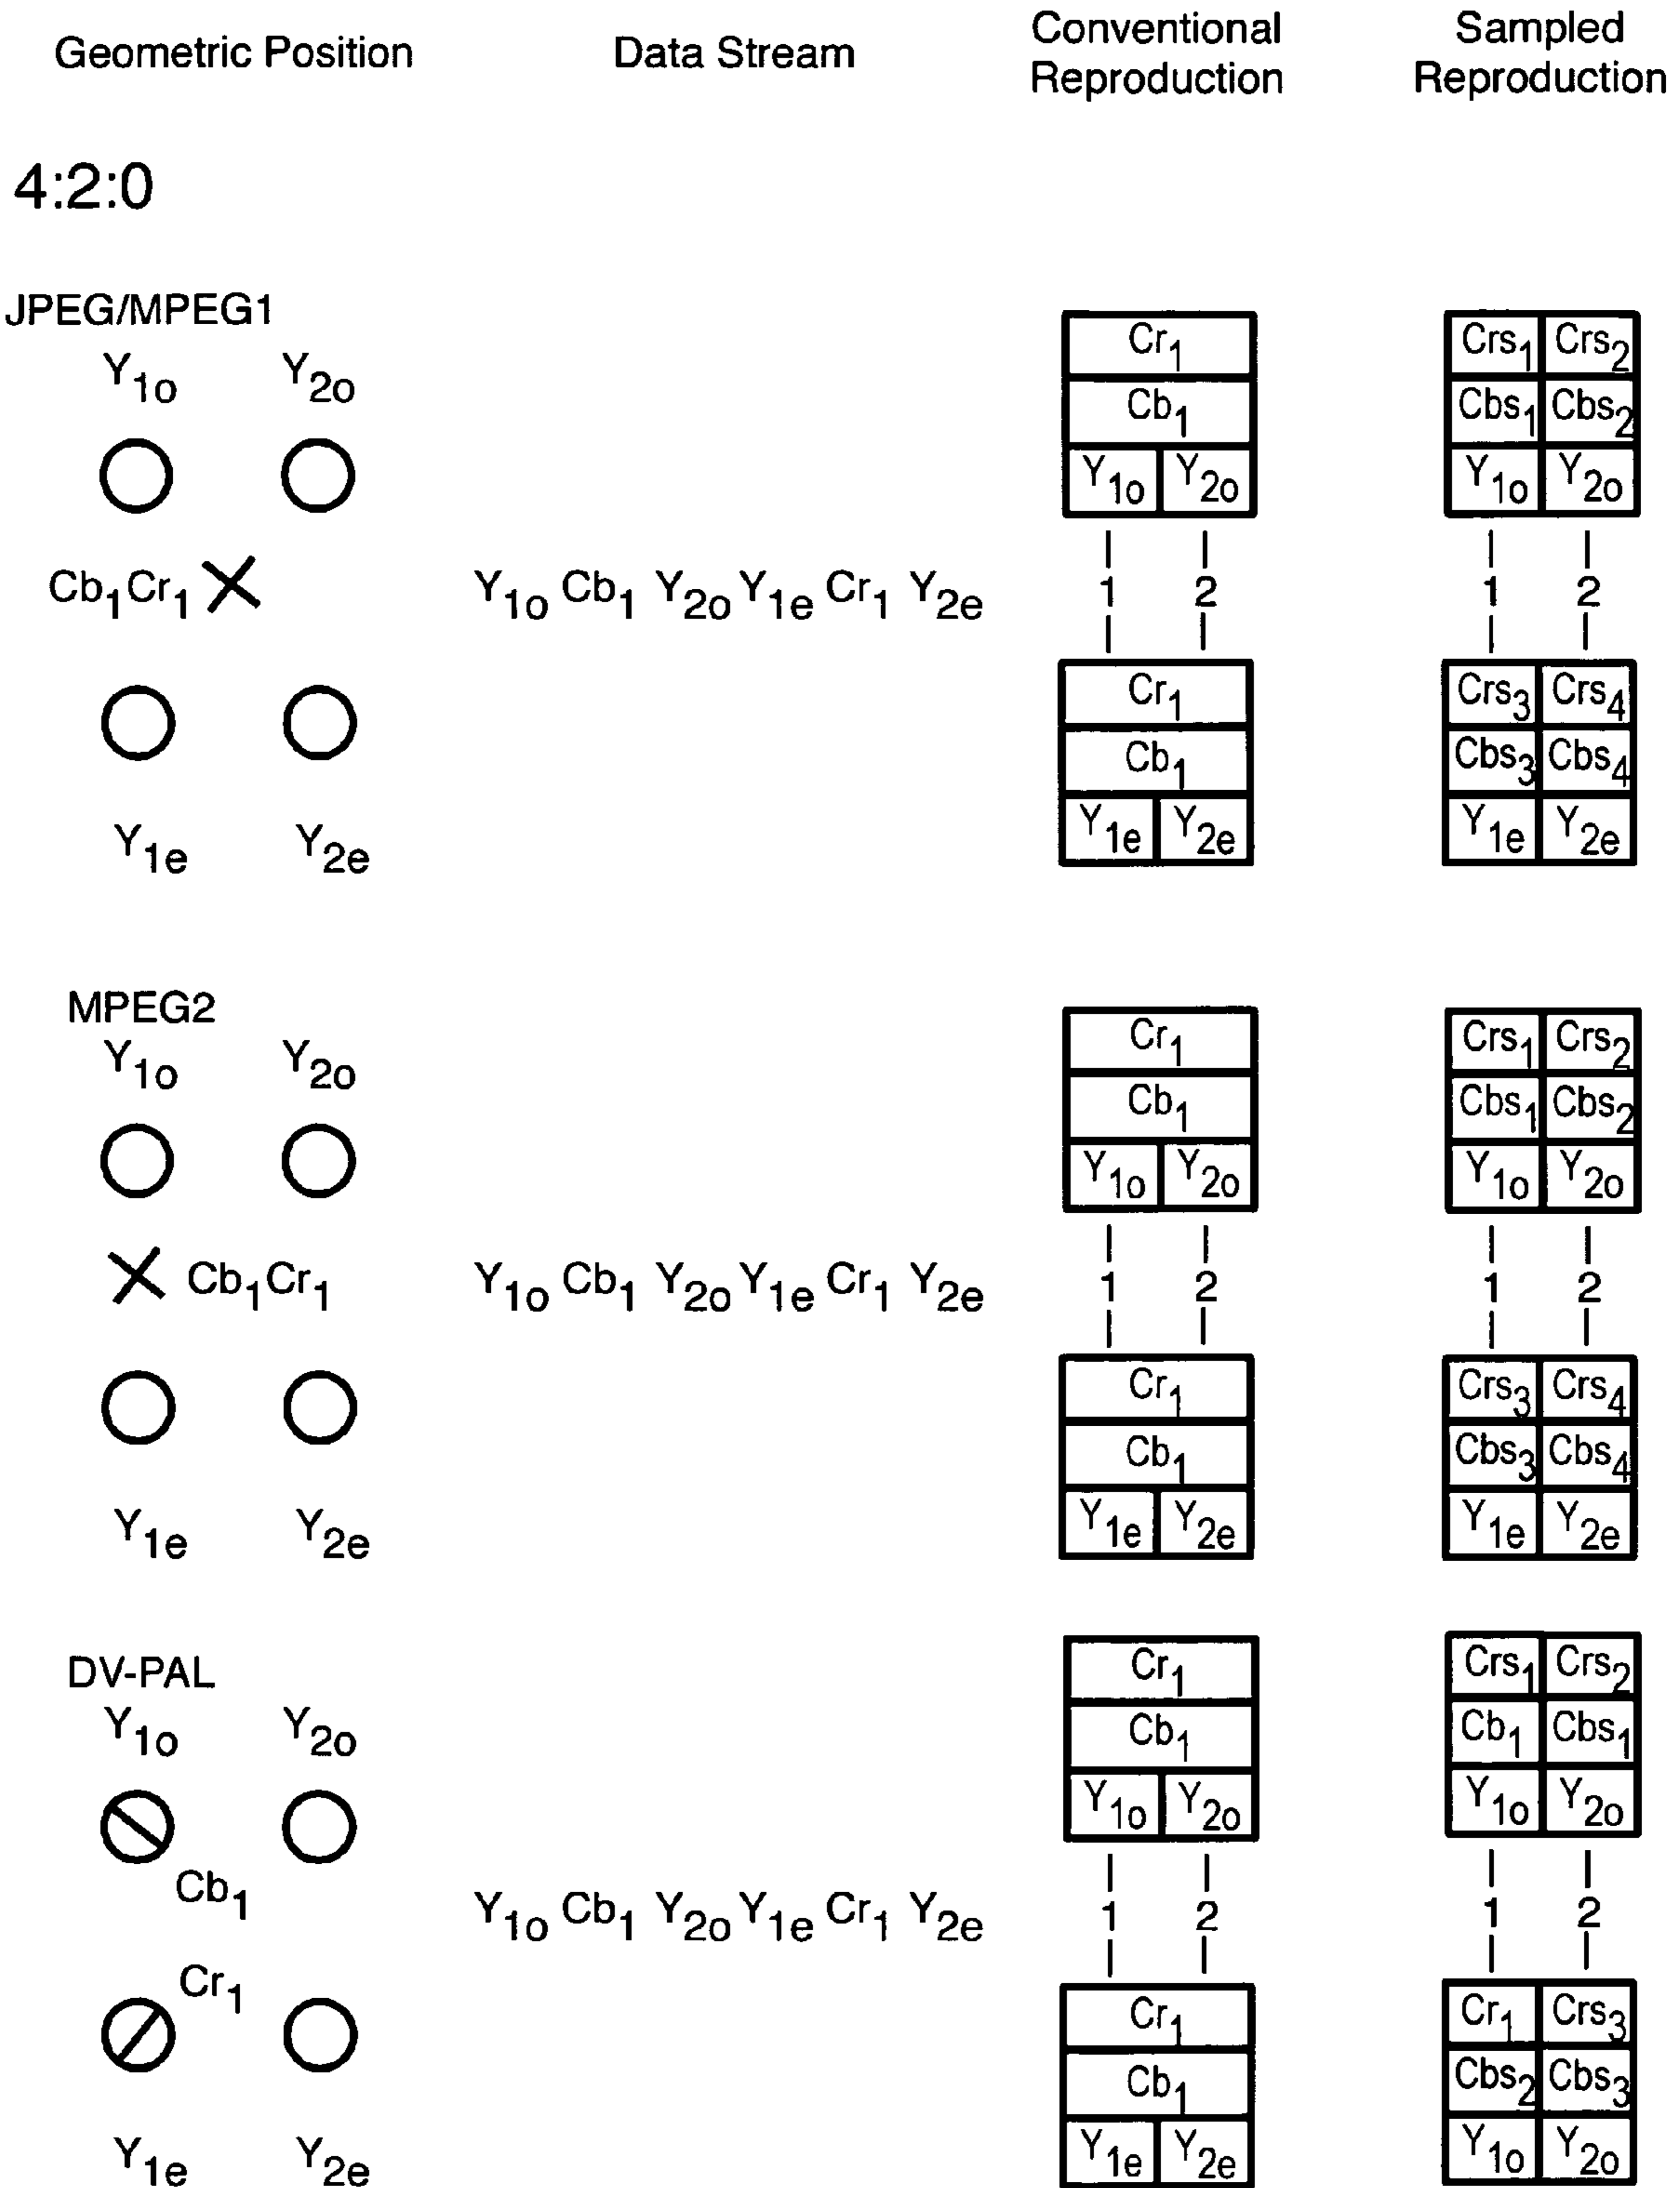 Geometric Position Data Stream Conventional Reproduction Sampled Reproduction
4:2:0
JPEG/MPEG1
Y1o Y2o
Cb1Cr1
Y1e Y2e
Y1o Cb1 Y2o Y1e Cr1 Y2e
Cr1
Cb1
Y1o Y2o
1 2
Cr1
Cb1
Y1e Y2e
Crs1 Crs2
Cbs1 Cbs2
Y1o Y2o
1 2
Crs3 Crs4
Cbs3 Cbs4
Y1e Y2e
MPEG2
Y1o Y2o
Cb1Cr1
Y1e Y2e
Y1o Cb1 Y2o Y1e Cr1 Y2e
Cr1
Cb1
Y1o Y2o
1 2
Cr1
Cb1
Y1e Y2e
Crs1 Crs2
Cbs1 Cbs2
Y1o Y2o
1 2
Crs3 Crs4
Cbs3 Cbs4
Y1e Y2e
DV-PAL
Y1o Y2o
Cb1
Cr1
Y1e Y2e
Y1o Cb1 Y2o Y1e Cr1 Y2e
Cr1
Cb1
Y1o Y2o
1 2
Cr1
Cb1
Y1e Y2e
Crs1 Crs2
Cb1 Cbs1
Y1o Y2o
1 2
Cr1 Crs3
Cbs2 Cbs3
Y1o Y2o